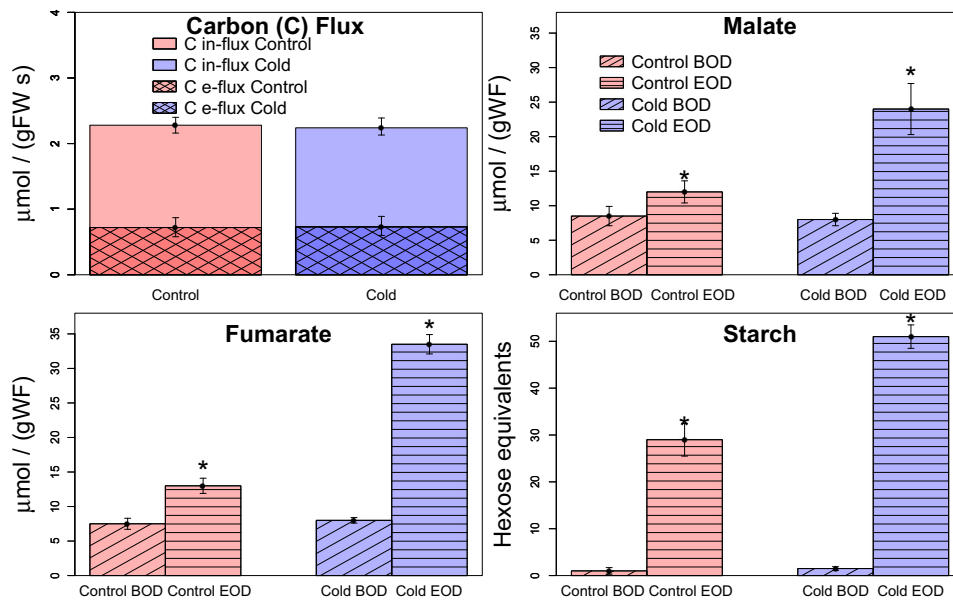 Carbon (C) Flux
C in-flux Control
C in-flux Cold
C e-flux Control
C e-flux Cold
µmol / (gFW s)
0
1
2
3
4
Control
Cold
Malate
Control BOD
Control EOD
Cold BOD
Cold EOD
µmol / (gWF)
0
5
10
15
20
25
30
35
*
*
Control BOD
Control EOD
Cold BOD
Cold EOD
Fumarate
µmol / (gWF)
0
5
10
15
20
25
30
35
*
*
Control BOD Control EOD
Cold BOD
Cold EOD
Starch
Hexose equivalents
0
10
20
30
40
50
*
*
Control BOD Control EOD
Cold BOD
Cold EOD